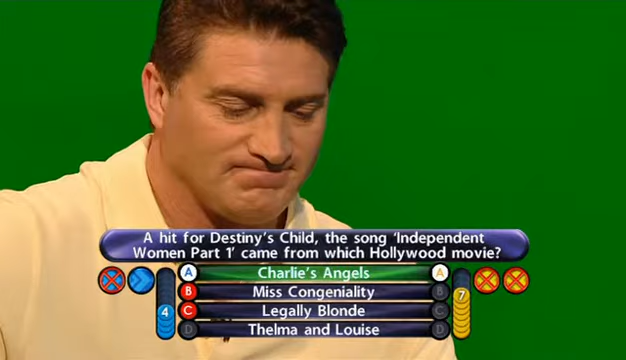 A hit for Destiny's Child, the song 'Independent
Women Part 1' came from which Hollywood movie?
A Charlie's Angels A
B Miss Congeniality B
4 C Legally Blonde C 7
D Thelma and Louise D